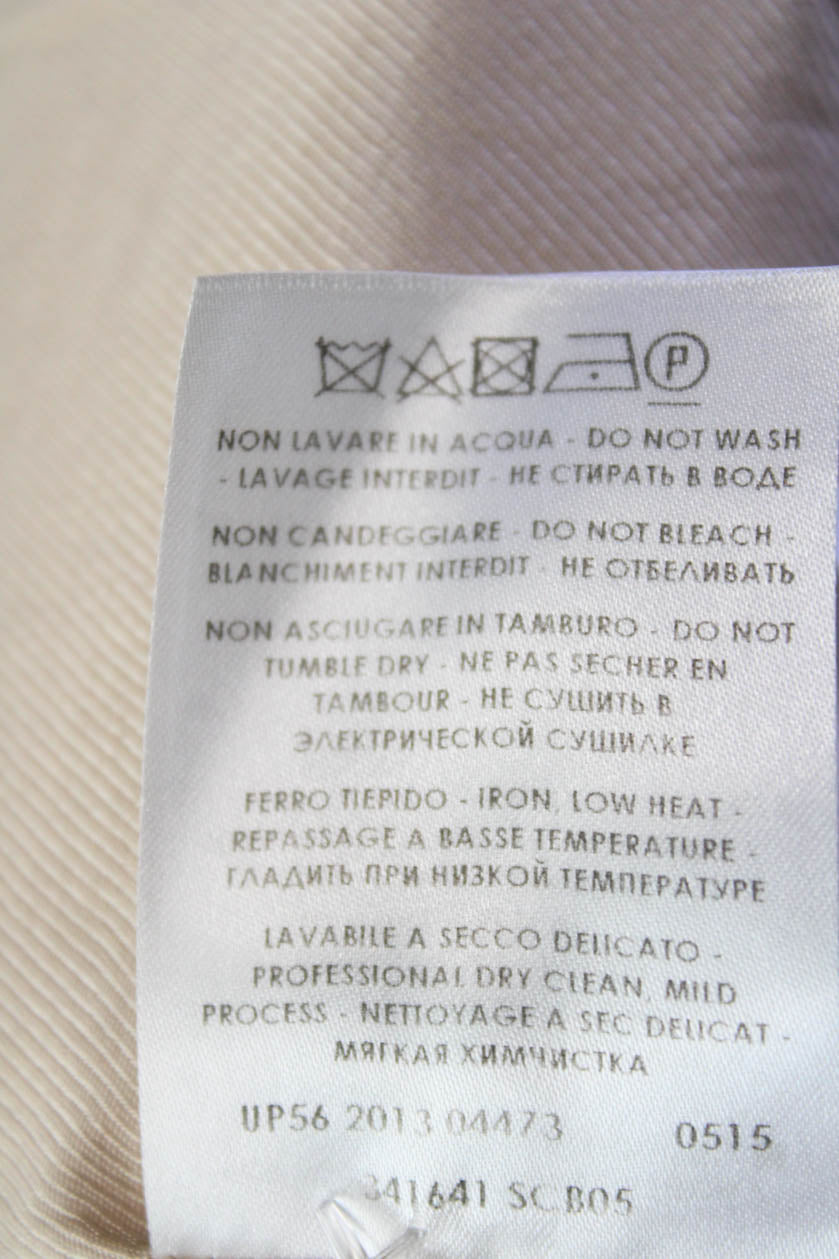 P
NON LAVARE IN ACQUA - DO NOT WASH
- LAVAGE INTERDIT - НЕ СТИРАТЬ В ВОДЕ
NON CANDEGGIARE - DO NOT BLEACH -
BLANCHIMENT INTERDIT - НЕ ОТБЕЛИВАТЬ
NON ASCIUGARE IN TAMBURO - DO NOT
TUMBLE DRY - NE PAS SECHER EN
TAMBOUR - НЕ СУШИТЬ В
ЭЛЕКТРИЧЕСКОЙ СУШИЛКЕ
FERRO TIEPIDO - IRON, LOW HEAT -
REPASSAGE A BASSE TEMPERATURE -
ГЛАДИТЬ ПРИ НИЗКОЙ ТЕМПЕРАТУРЕ
LAVABILE A SECCO DELICATO -
PROFESSIONAL DRY CLEAN, MILD
PROCESS - NETTOYAGE A SEC DELICAT -
МЯГКАЯ ХИМЧИСТКА
UP56 2013 04473 0515
341641 SC.B05